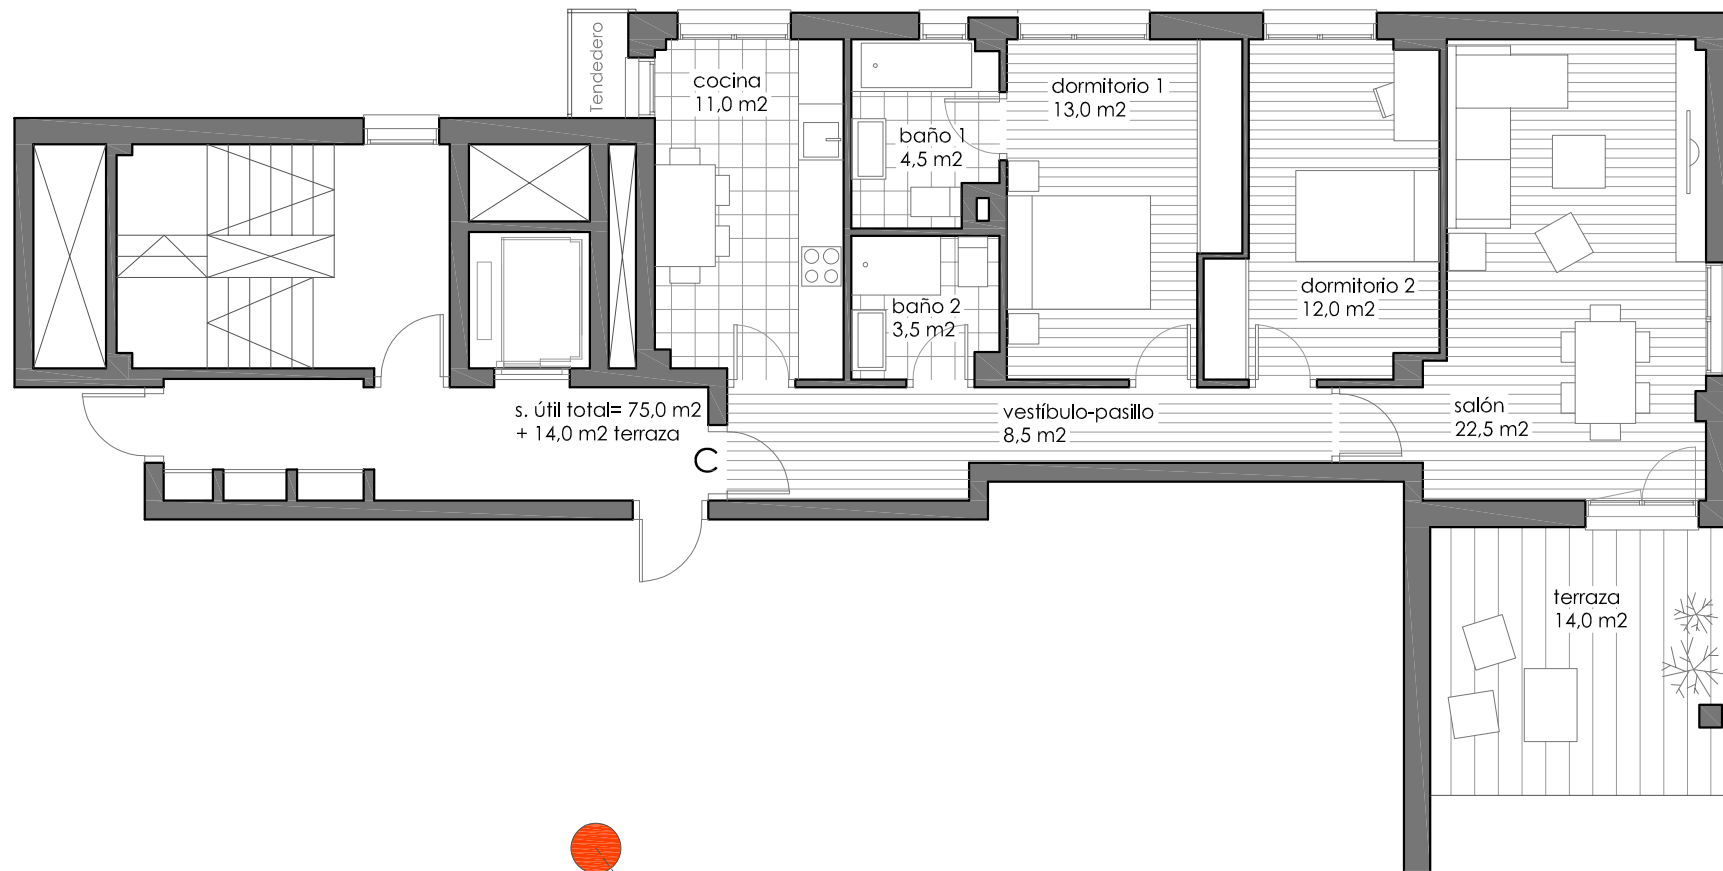 Tendedero
cocina
11,0 m2
baño 1
4,5 m2
dormitorio 1
13,0 m2
baño 2
3,5 m2
dormitorio 2
12,0 m2
s. útil total= 75,0 m2
+ 14,0 m2 terraza
C
vestíbulo-pasillo
8,5 m2
salón
22,5 m2
terraza
14,0 m2